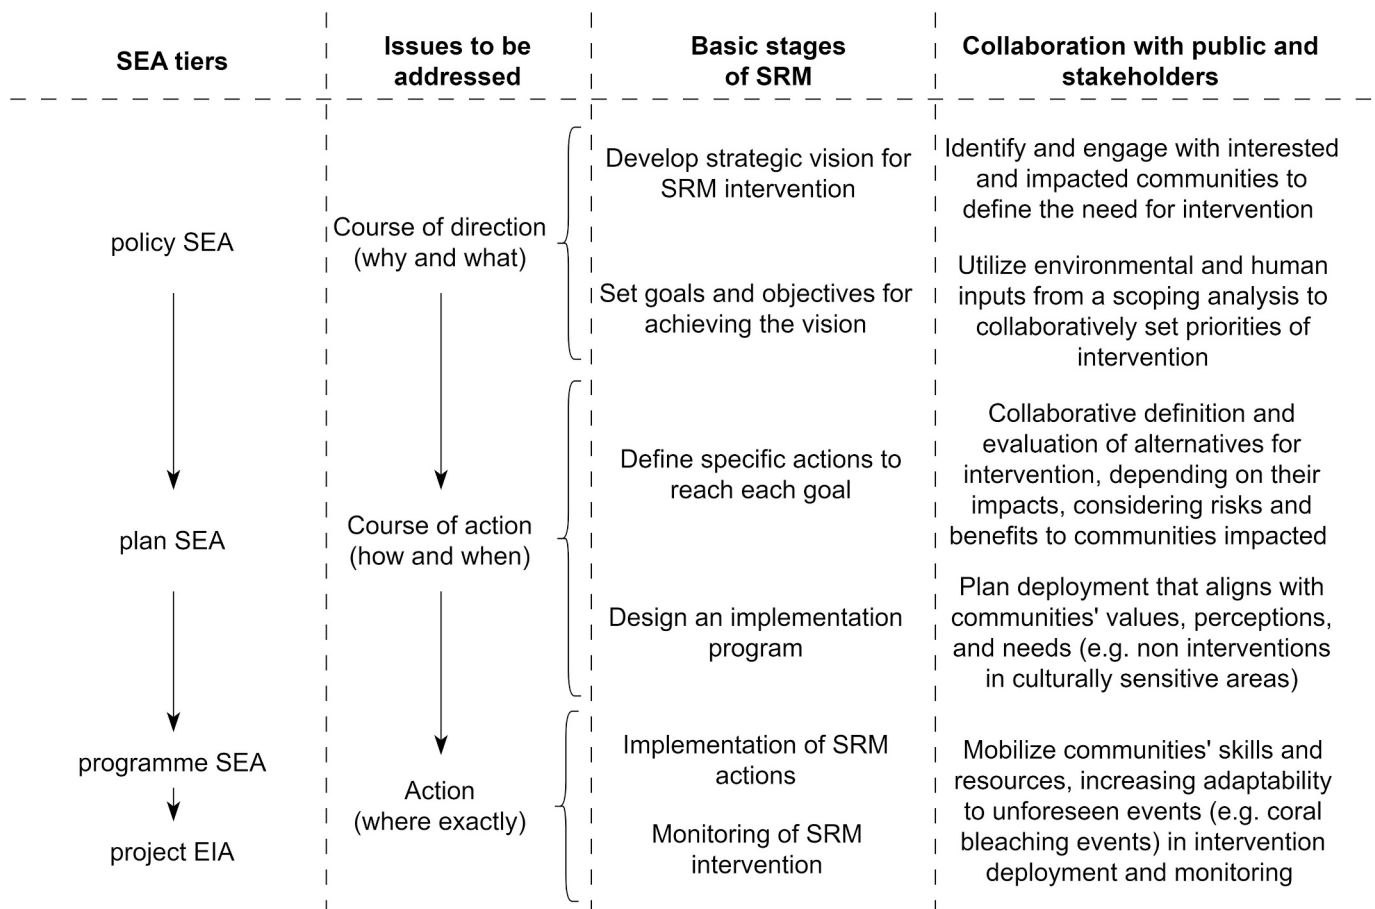 SEA tiers
Issues to be
addressed
Basic stages
of SRM
Collaboration with public and
stakeholders
policy SEA
Course of direction
(why and what)
Develop strategic vision for
SRM intervention
Identify and engage with interested
and impacted communities to
define the need for intervention
Set goals and objectives for
achieving the vision
Utilize environmental and human
inputs from a scoping analysis to
collaboratively set priorities of
intervention
plan SEA
Course of action
(how and when)
Define specific actions to
reach each goal
Collaborative definition and
evaluation of alternatives for
intervention, depending on their
impacts, considering risks and
benefits to communities impacted
Design an implementation
program
Plan deployment that aligns with
communities' values, perceptions,
and needs (e.g. non interventions
in culturally sensitive areas)
programme SEA
project EIA
Action
(where exactly)
Implementation of SRM
actions
Monitoring of SRM
intervention
Mobilize communities' skills and
resources, increasing adaptability
to unforeseen events (e.g. coral
bleaching events) in intervention
deployment and monitoring